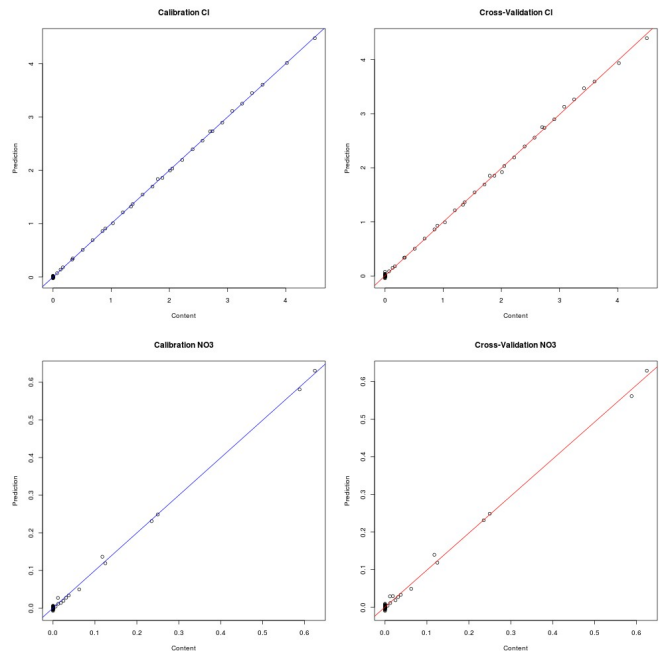 Calibration Cl
Prediction
4
3
2
1
0
0 1 2 3 4
Content
Cross-Validation Cl
Prediction
4
3
2
1
0
0 1 2 3 4
Content
Calibration NO3
Prediction
0.6
0.5
0.4
0.3
0.2
0.1
0.0
0.0 0.1 0.2 0.3 0.4 0.5 0.6
Content
Cross-Validation NO3
Prediction
0.6
0.5
0.4
0.3
0.2
0.1
0.0
0.0 0.1 0.2 0.3 0.4 0.5 0.6
Content